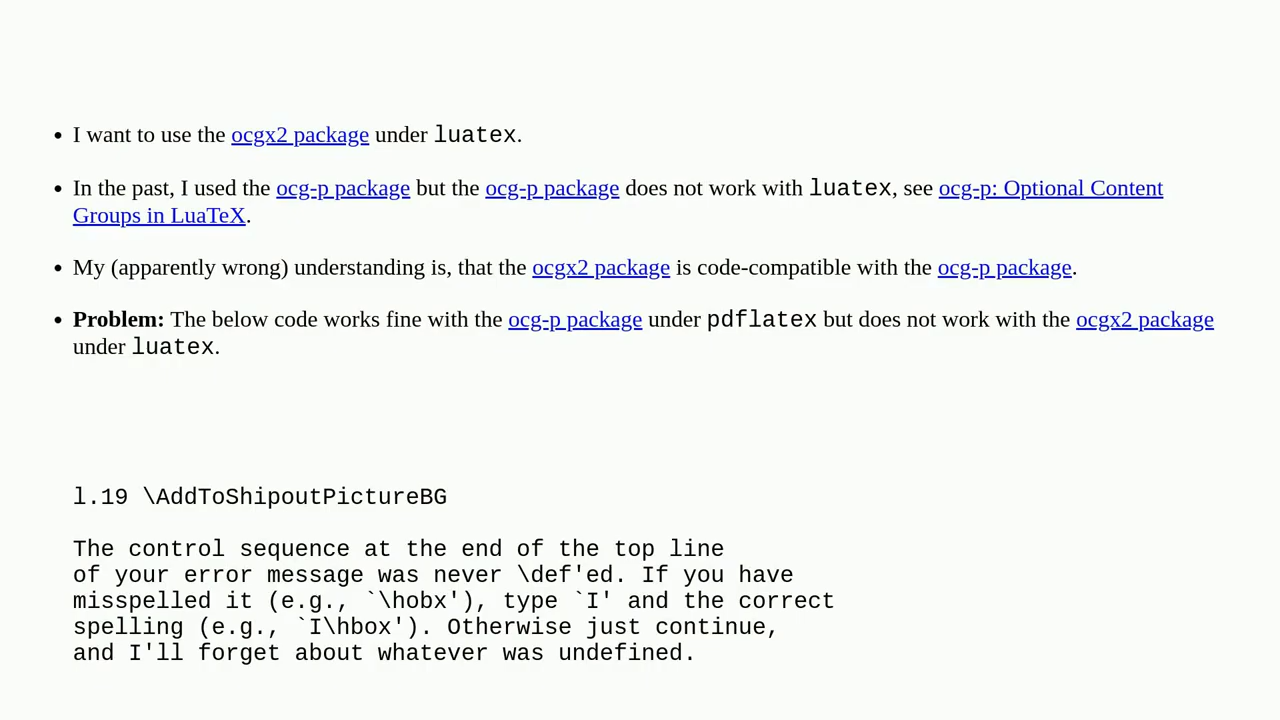 • I want to use the ocgx2 package under luatex.
• In the past, I used the ocg-p package but the ocg-p package does not work with luatex, see ocg-p: Optional Content
Groups in LuaTeX.
• My (apparently wrong) understanding is, that the ocgx2 package is code-compatible with the ocg-p package.
• Problem: The below code works fine with the ocg-p package under pdflatex but does not work with the ocgx2 package
under luatex.
l.19 \AddToShipoutPictureBG
The control sequence at the end of the top line
of your error message was never \def'ed. If you have
misspelled it (e.g., `\hobx'), type `I' and the correct
spelling (e.g., `I\hbox'). Otherwise just continue,
and I'll forget about whatever was undefined.